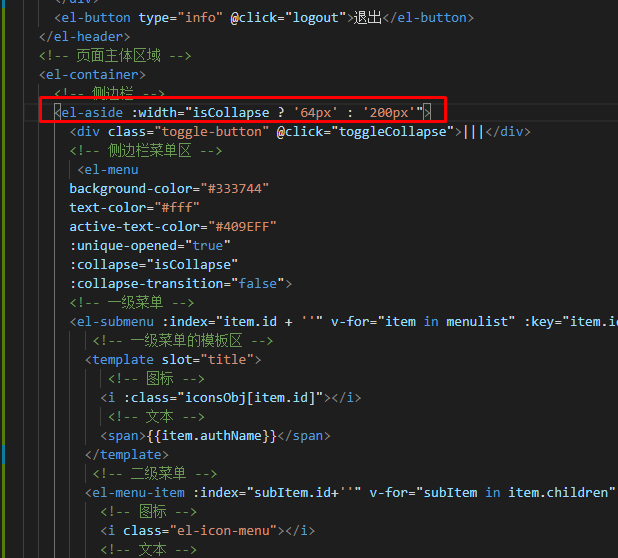 </div>
<el-button type="info" @click="logout">退出</el-button>
</el-header>
<!-- 页面主体区域 -->
<el-container>
<!-- 侧边栏 -->
<el-aside :width="isCollapse ? '64px' : '200px'">
<div class="toggle-button" @click="toggleCollapse">|||</div>
<!-- 侧边栏菜单区 -->
<el-menu
background-color="#333744"
text-color="#fff"
active-text-color="#409EFF"
:unique-opened="true"
:collapse="isCollapse"
:collapse-transition="false">
<!-- 一级菜单 -->
<el-submenu :index="item.id + ''" v-for="item in menulist" :key="item.id
<!-- 一级菜单的模板区 -->
<template slot="title">
<!-- 图标 -->
<i :class="iconsObj[item.id]"></i>
<!-- 文本 -->
<span>{{item.authName}}</span>
</template>
<!-- 二级菜单 -->
<el-menu-item :index="subItem.id+''" v-for="subItem in item.children"
<!-- 图标 -->
<i class="el-icon-menu"></i>
<!-- 文本 -->